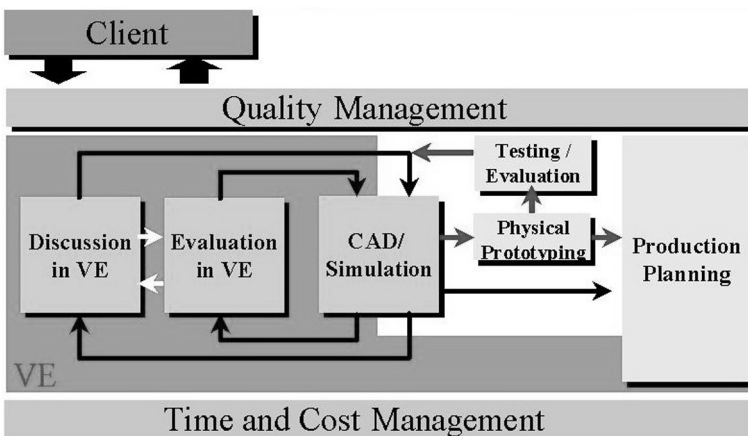 Client
Quality Management
Testing /
Evaluation
Discussion
in VE
Evaluation
in VE
CAD/
Simulation
Physical
Prototyping
Production
Planning
VE
Time and Cost Management